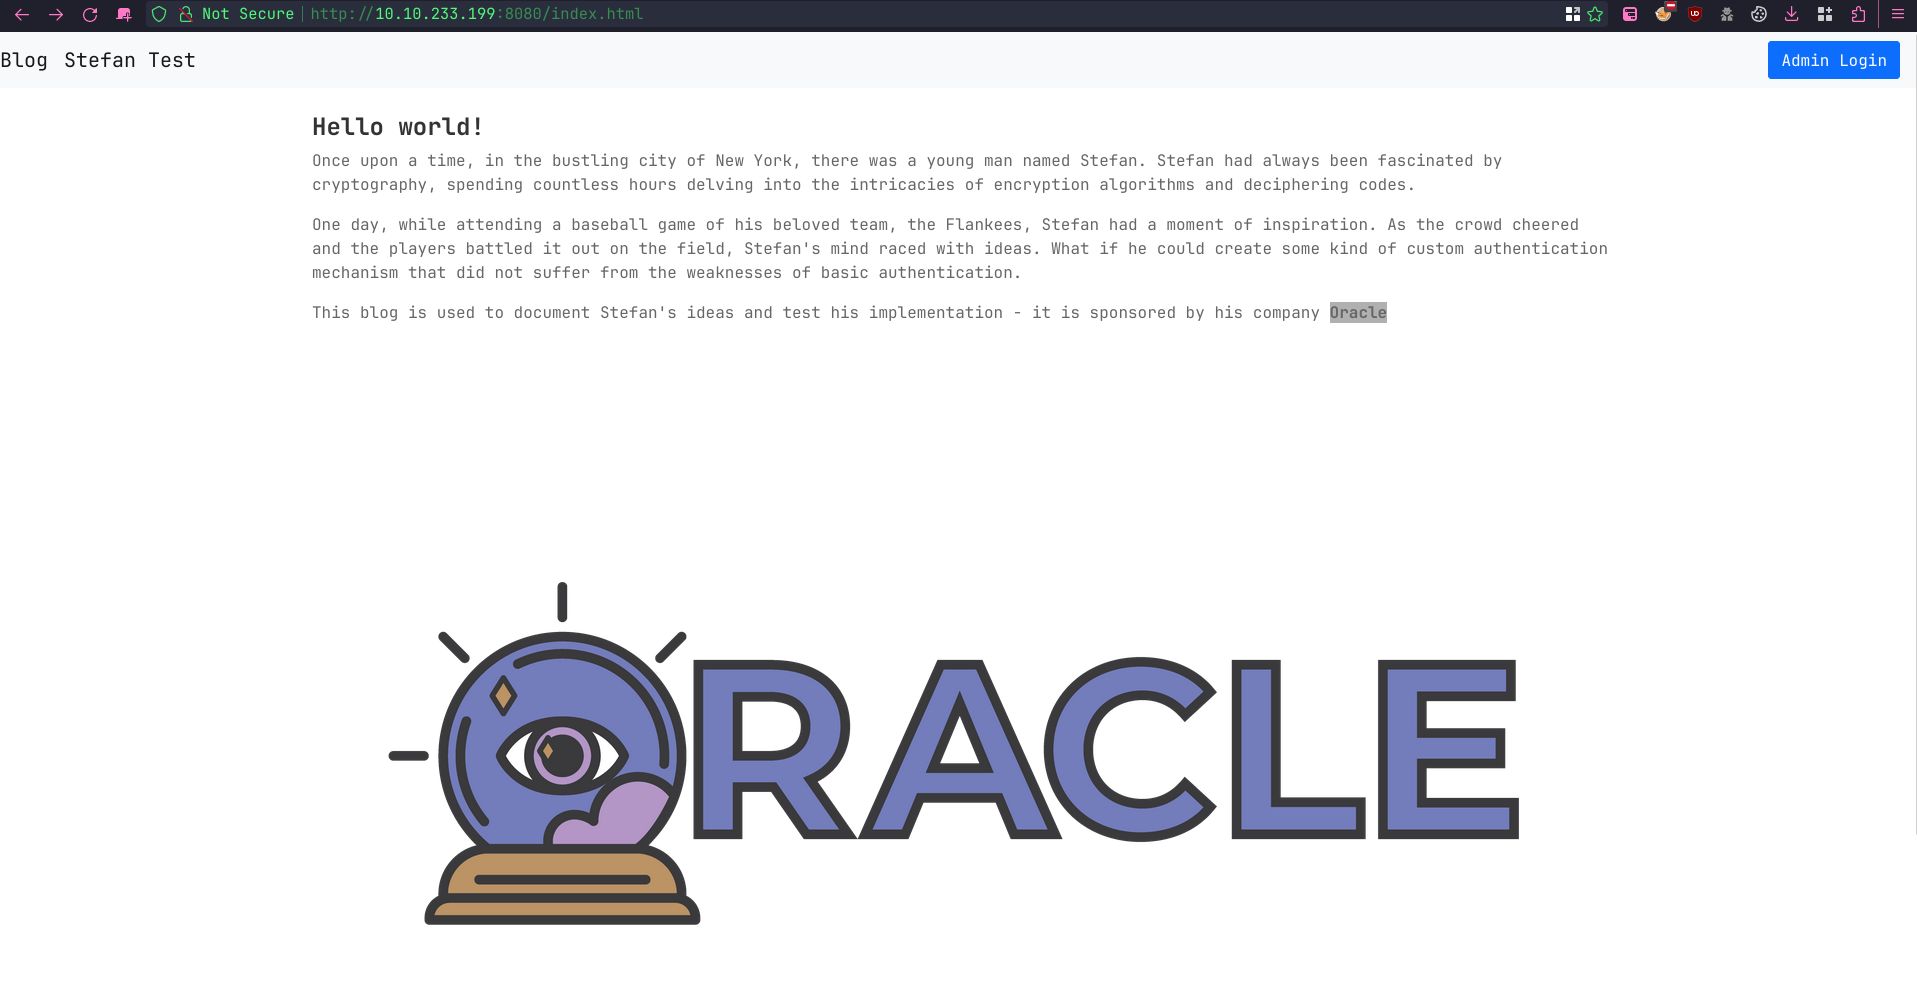 Not Secure http://10.10.233.199:8080/index.html
Blog Stefan Test
Admin Login
Hello world!
Once upon a time, in the bustling city of New York, there was a young man named Stefan. Stefan had always been fascinated by
cryptography, spending countless hours delving into the intricacies of encryption algorithms and deciphering codes.
One day, while attending a baseball game of his beloved team, the Flankees, Stefan had a moment of inspiration. As the crowd cheered
and the players battled it out on the field, Stefan's mind raced with ideas. What if he could create some kind of custom authentication
mechanism that did not suffer from the weaknesses of basic authentication.
This blog is used to document Stefan's ideas and test his implementation - it is sponsored by his company Oracle
ORACLE